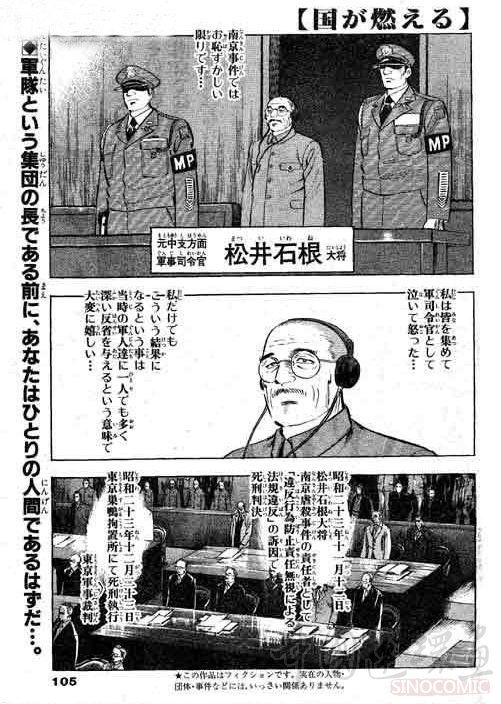 【国が燃える】
南京事件では
お恥ずかしい
限りです…
MP
MP
元中支方面
軍事司令官
松井石根大将
私は皆を集めて
軍司令官として
泣いて怒った…
私だけでも
こういう結果に
なるという事は
当時の軍人達に一人でも多く
深い反省を与えるという意味で
大変に嬉しい…
昭和二十三年十一月十二日
松井石根大将
南京虐殺事件の責任者として
「違反行為防止責任無視による
法規違反」の訴因で
死刑判決
昭和二十三年十二月二十三日
東京巣鴨拘置所にて死刑執行
東京軍事裁判
◆軍隊という集団の長である前に、あなたはひとりの人間であるはずだ…。
105
★この作品はフィクションです。実在の人物・
団体・事件などには、いっさい関係ありません。
SINOCOMIC